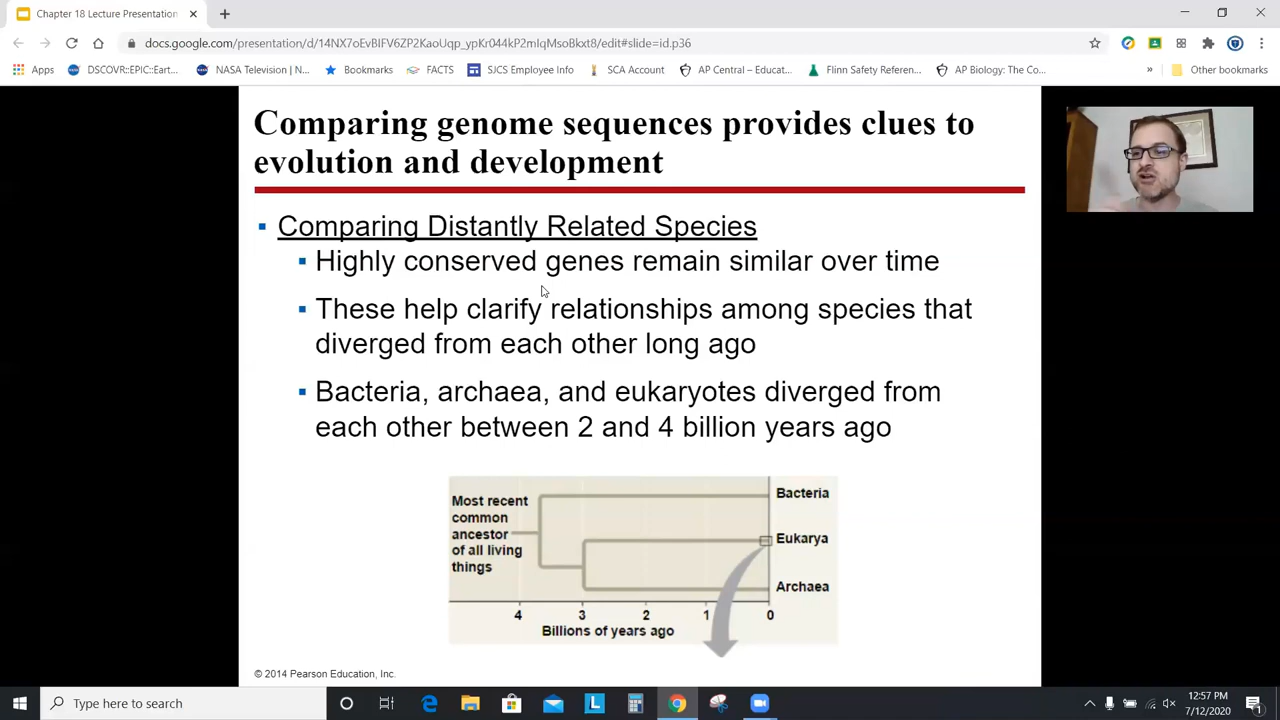 Chapter 18 Lecture Presentation
docs.google.com/presentation/d/14NX7oEvBIFV6ZP2KaoUqp_ypKr044kP2mIqMsoBkxt8/edit#slide=id.p36
Apps
DSCOVR::EPIC::Eart...
NASA Television | N...
Bookmarks
FACTS
SJCS Employee Info
SCA Account
AP Central – Educat...
Flinn Safety Referen...
AP Biology: The Co...
»
Other bookmarks
Comparing genome sequences provides clues to
evolution and development
Comparing Distantly Related Species
Highly conserved genes remain similar over time
These help clarify relationships among species that
diverged from each other long ago
Bacteria, archaea, and eukaryotes diverged from
each other between 2 and 4 billion years ago
Most recent
common
ancestor
of all living
things
Bacteria
Eukarya
Archaea
4 3 2 1 0
Billions of years ago
© 2014 Pearson Education, Inc.
Type here to search
12:57 PM
7/12/2020